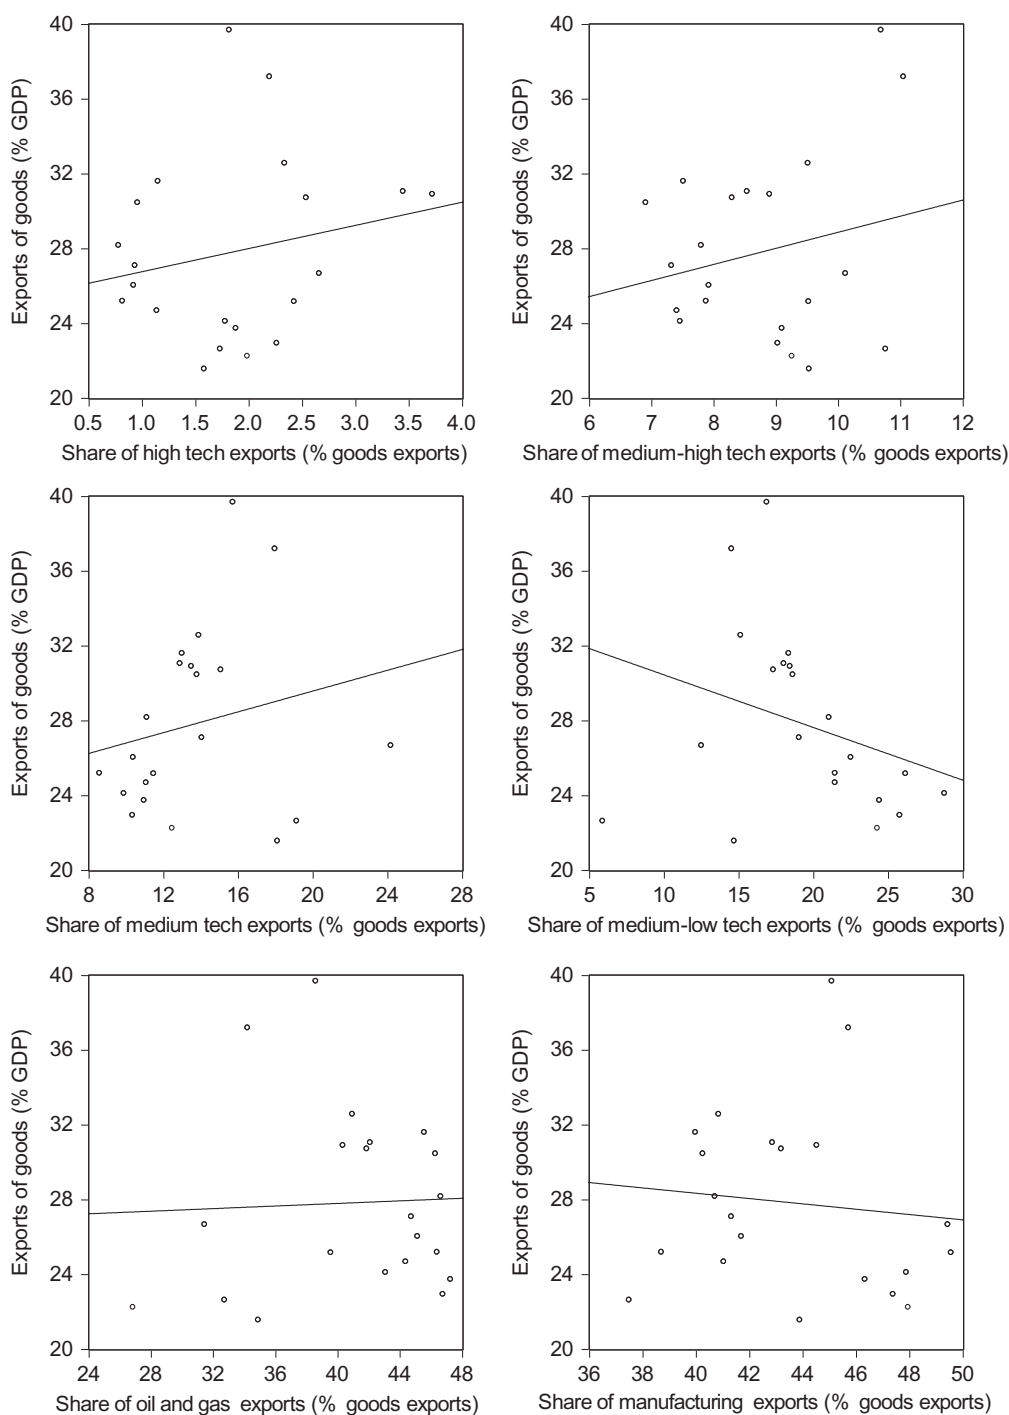 Exports of goods (% GDP)
40
36
32
28
24
20
0.5 1.0 1.5 2.0 2.5 3.0 3.5 4.0
Share of high tech exports (% goods exports)
Exports of goods (% GDP)
40
36
32
28
24
20
6 7 8 9 10 11 12
Share of medium-high tech exports (% goods exports)
Exports of goods (% GDP)
40
36
32
28
24
20
8 12 16 20 24 28
Share of medium tech exports (% goods exports)
Exports of goods (% GDP)
40
36
32
28
24
20
5 10 15 20 25 30
Share of medium-low tech exports (% goods exports)
Exports of goods (% GDP)
40
36
32
28
24
20
24 28 32 36 40 44 48
Share of oil and gas exports (% goods exports)
Exports of goods (% GDP)
40
36
32
28
24
20
36 38 40 42 44 46 48 50
Share of manufacturing exports (% goods exports)